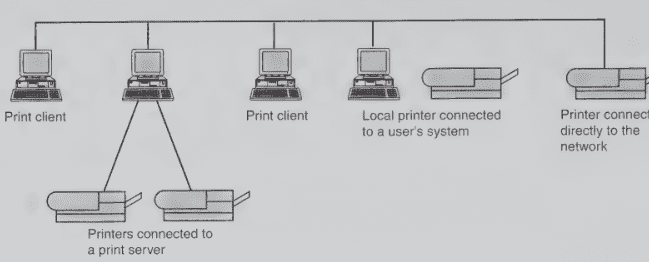 Print client
Print client
Local printer connected
to a user's system
Printer connect
directly to the
network
Printers connected to
a print server